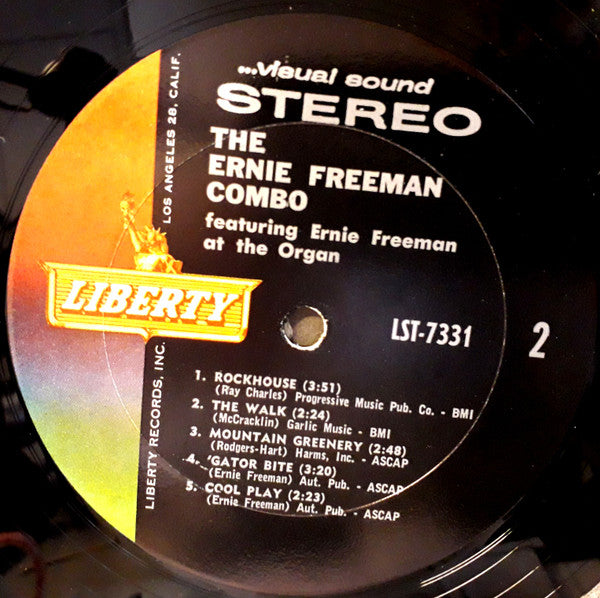 ...visual sound
STEREO
THE
ERNIE FREEMAN
COMBO
featuring Ernie Freeman
at the Organ
LIBERTY
LST-7331
2
1. ROCKHOUSE (3:51)
(Ray Charles) Progressive Music Pub. Co. - BMI
2. THE WALK (2:24)
(McCracklin) Garlic Music - BMI
3. MOUNTAIN GREENERY (2:48)
(Rodgers-Hart) Harms, Inc. - ASCAP
4. 'GATOR BITE (3:20)
(Ernie Freeman) Aut. Pub. - ASCAP
5. COOL PLAY (2:23)
(Ernie Freeman) Aut. Pub. - ASCAP
LIBERTY RECORDS, INC. LOS ANGELES 28, CALIF.